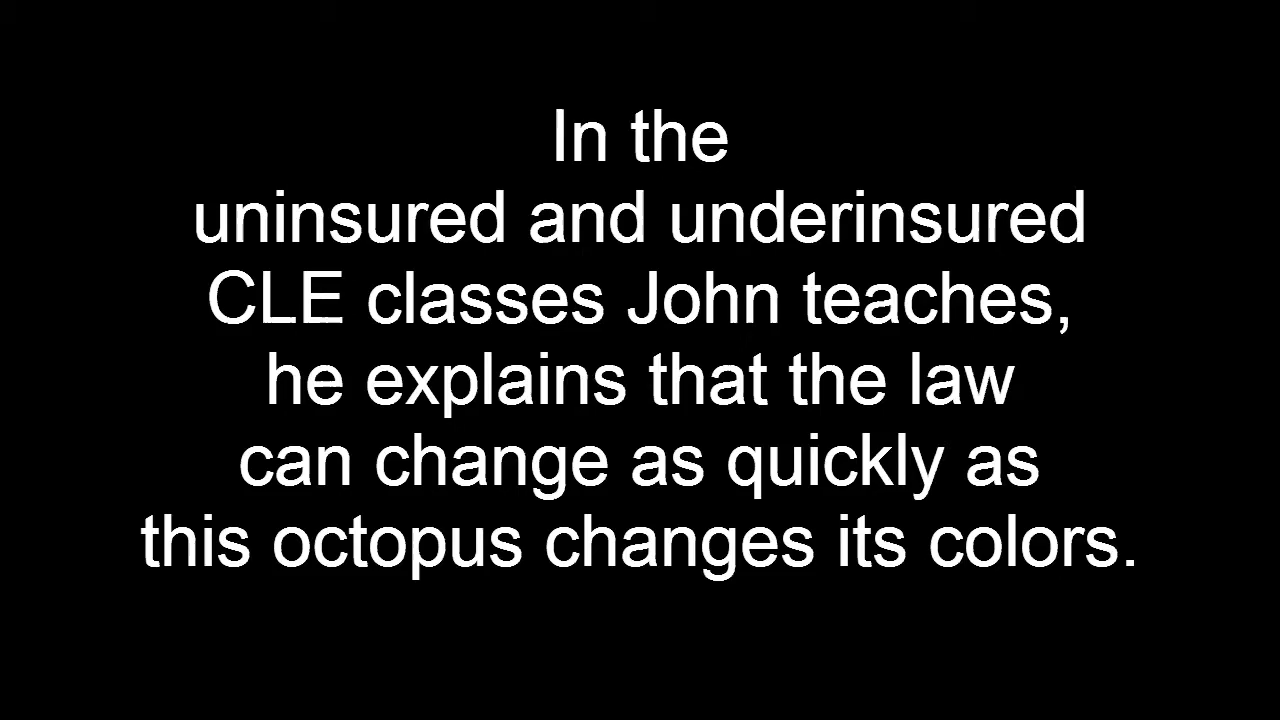 In the
uninsured and underinsured
CLE classes John teaches,
he explains that the law
can change as quickly as
this octopus changes its colors.